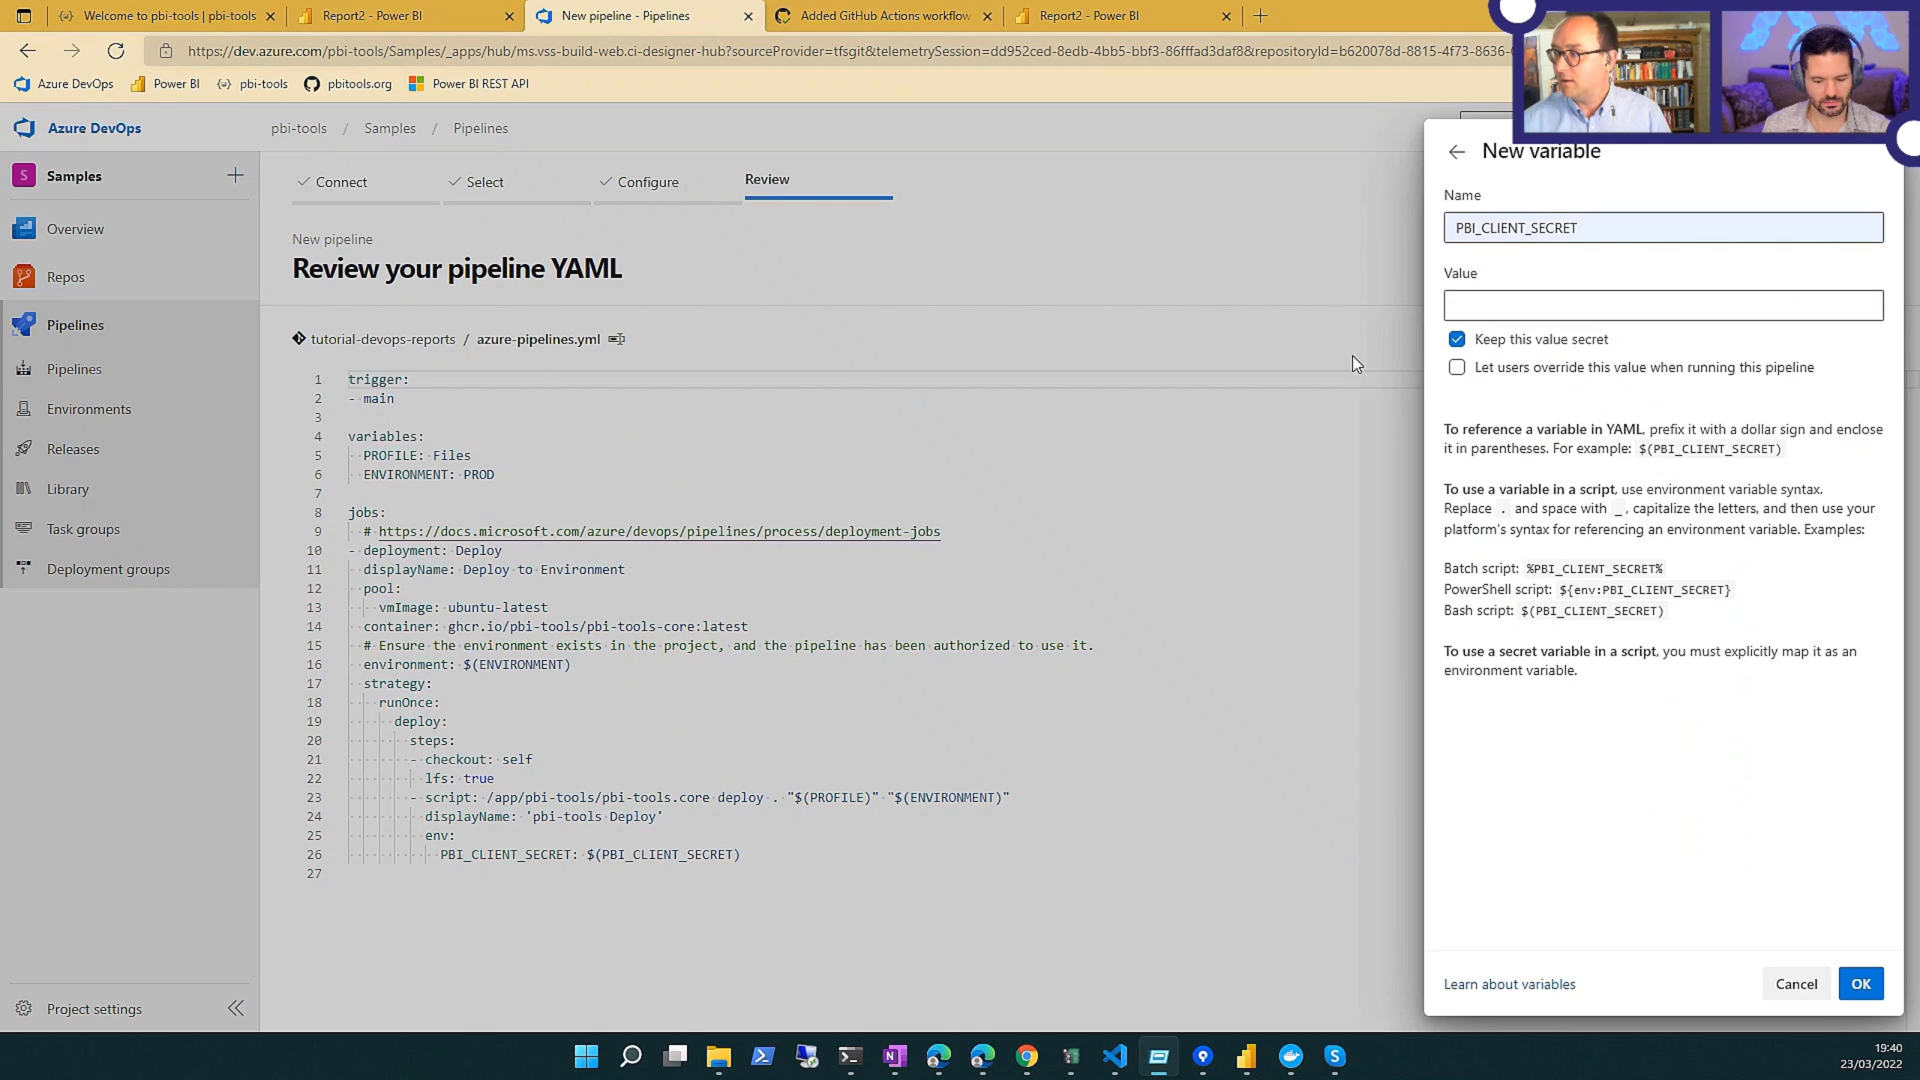 Welcome to pbi-tools | pbi-tools
Report2 - Power BI
New pipeline - Pipelines
Added GitHub Actions workflow
Report2 - Power BI
https://dev.azure.com/pbi-tools/Samples/_apps/hub/ms.vss-build-web.ci-designer-hub?sourceProvider=tfsgit&telemetrySession=dd952ced-8edb-4bb5-bbf3-86fffad3daf8&repositoryId=b620078d-8815-4f73-8636-
Azure DevOps
Power BI
pbi-tools
pbitools.org
Power BI REST API
Azure DevOps
pbi-tools / Samples / Pipelines
S Samples
Overview
Repos
Pipelines
Pipelines
Environments
Releases
Library
Task groups
Deployment groups
Project settings
Connect
Select
Configure
Review
New pipeline
Review your pipeline YAML
tutorial-devops-reports / azure-pipelines.yml
1 trigger:
2 - main
3
4 variables:
5 PROFILE: Files
6 ENVIRONMENT: PROD
7
8 jobs:
9 # https://docs.microsoft.com/azure/devops/pipelines/process/deployment-jobs
10 - deployment: Deploy
11 displayName: Deploy to Environment
12 pool:
13 vmImage: ubuntu-latest
14 container: ghcr.io/pbi-tools/pbi-tools-core:latest
15 # Ensure the environment exists in the project, and the pipeline has been authorized to use it.
16 environment: $(ENVIRONMENT)
17 strategy:
18 runOnce:
19 deploy:
20 steps:
21 - checkout: self
22 lfs: true
23 - script: /app/pbi-tools/pbi-tools.core deploy . "$(PROFILE)" "$(ENVIRONMENT)"
24 displayName: 'pbi-tools Deploy'
25 env:
26 PBI_CLIENT_SECRET: $(PBI_CLIENT_SECRET)
27
New variable
Name
PBI_CLIENT_SECRET
Value
Keep this value secret
Let users override this value when running this pipeline
To reference a variable in YAML, prefix it with a dollar sign and enclose
it in parentheses. For example: $(PBI_CLIENT_SECRET)
To use a variable in a script, use environment variable syntax.
Replace . and space with _, capitalize the letters, and then use your
platform's syntax for referencing an environment variable. Examples:
Batch script: %PBI_CLIENT_SECRET%
PowerShell script: ${env:PBI_CLIENT_SECRET}
Bash script: $(PBI_CLIENT_SECRET)
To use a secret variable in a script, you must explicitly map it as an
environment variable.
Learn about variables
Cancel
OK
19:40
23/03/2022